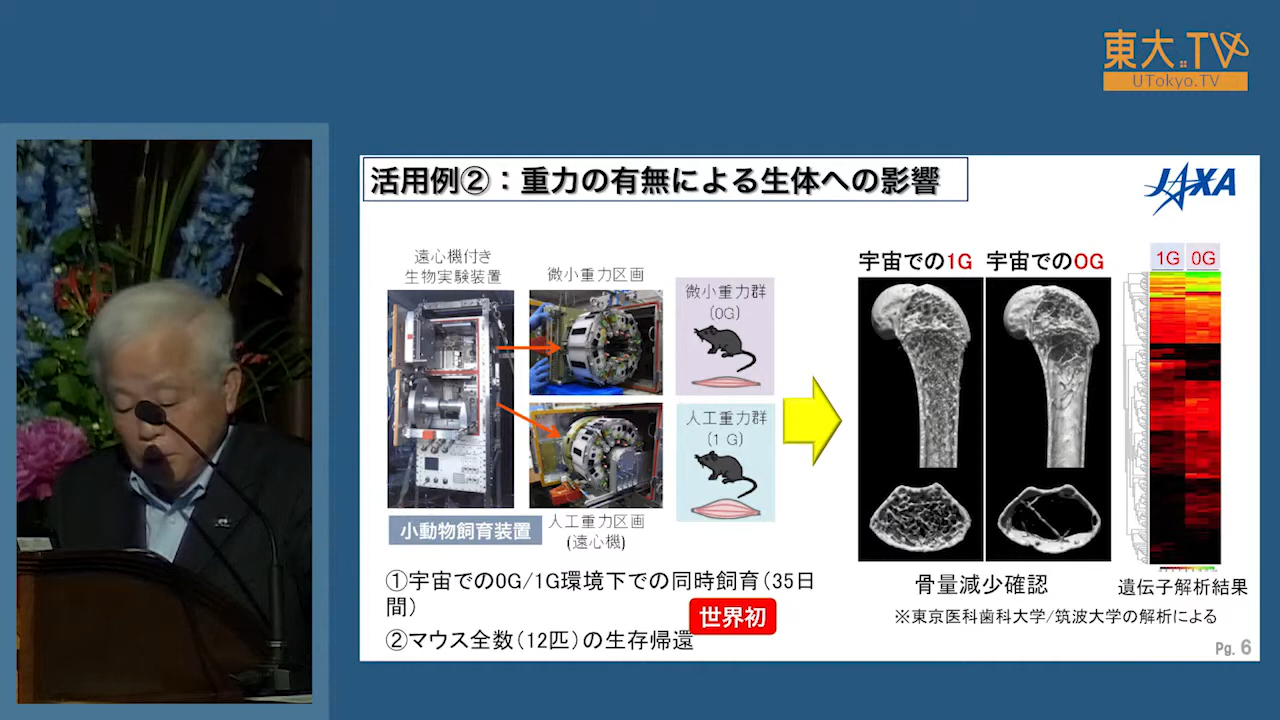 東大TV
UTokyo.TV
活用例②：重力の有無による生体への影響
JAXA
遠心機付き
生物実験装置
微小重力区画
微小重力群
(0G)
人工重力群
(1G)
小動物飼育装置
人工重力区画
(遠心機)
宇宙での1G
宇宙での0G
1G
0G
骨量減少確認
遺伝子解析結果
※東京医科歯科大学/筑波大学の解析による
①宇宙での0G/1G環境下での同時飼育（35日
間）
世界初
②マウス全数（12匹）の生存帰還
Pg. 6